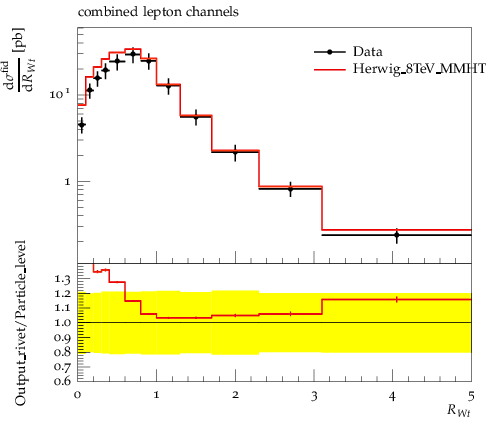 combined lepton channels
dσ^fid/dR_Wt [pb]
Data
Herwig_8TeV_MMHT
10^1
1
Output_rivet/Particle_level
1.3
1.2
1.1
1.0
0.9
0.8
0.7
0.6
0 1 2 3 4 5
R_Wt